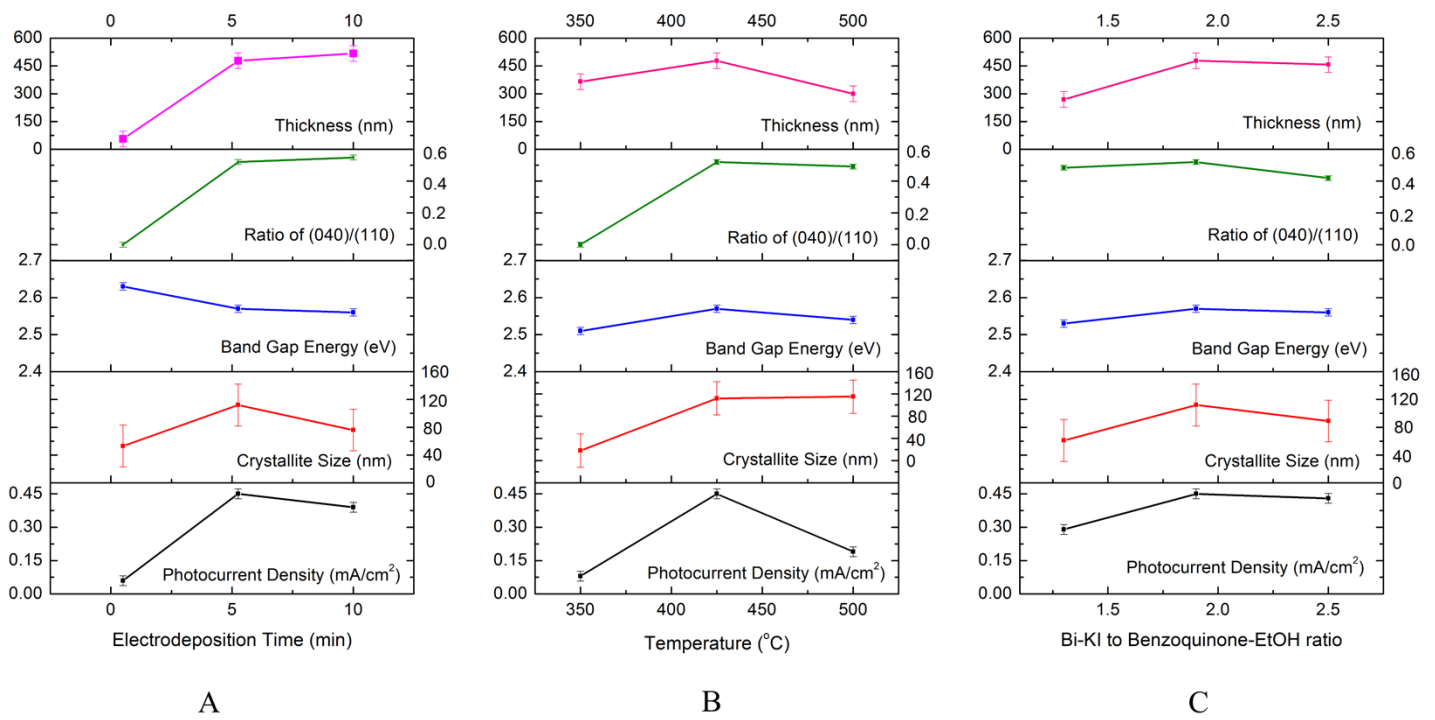 0 5 10
600
450
300
150
0
Thickness (nm)
0.6
0.4
0.2
0.0
Ratio of (040)/(110)
2.7
2.6
2.5
2.4
Band Gap Energy (eV)
160
120
80
40
0
Crystallite Size (nm)
0.45
0.30
0.15
0.00
Photocurrent Density (mA/cm²)
0 5 10
Electrodeposition Time (min)
A
350 400 450 500
600
450
300
150
0
Thickness (nm)
0.6
0.4
0.2
0.0
Ratio of (040)/(110)
2.7
2.6
2.5
2.4
Band Gap Energy (eV)
160
120
80
40
0
Crystallite Size (nm)
0.45
0.30
0.15
0.00
Photocurrent Density (mA/cm²)
350 400 450 500
Temperature (°C)
B
1.5 2.0 2.5
600
450
300
150
0
Thickness (nm)
0.6
0.4
0.2
0.0
Ratio of (040)/(110)
2.7
2.6
2.5
2.4
Band Gap Energy (eV)
160
120
80
40
0
Crystallite Size (nm)
0.45
0.30
0.15
0.00
Photocurrent Density (mA/cm²)
1.5 2.0 2.5
Bi-KI to Benzoquinone-EtOH ratio
C